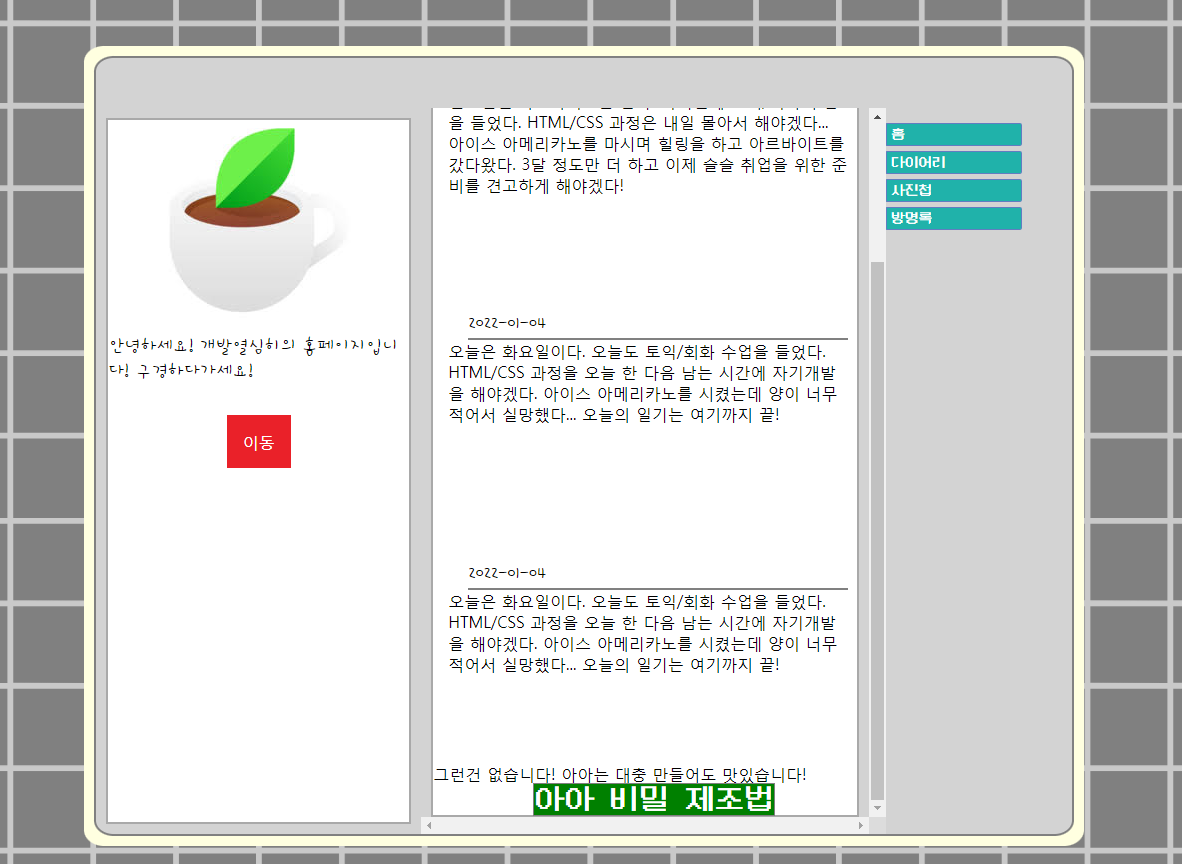 안녕하세요! 개발열심히의 홈페이지입니
다! 구경하다가세요!
이동
을 들었다. HTML/CSS 과정은 내일 몰아서 해야겠다...
아이스 아메리카노를 마시며 힐링을 하고 아르바이트를
갔다왔다. 3달 정도만 더 하고 이제 슬슬 취업을 위한 준
비를 견고하게 해야겠다!
2022-01-04
오늘은 화요일이다. 오늘도 토익/회화 수업을 들었다.
HTML/CSS 과정을 오늘 한 다음 남는 시간에 자기개발
을 해야겠다. 아이스 아메리카노를 시켰는데 양이 너무
적어서 실망했다... 오늘의 일기는 여기까지 끝!
2022-01-04
오늘은 화요일이다. 오늘도 토익/회화 수업을 들었다.
HTML/CSS 과정을 오늘 한 다음 남는 시간에 자기개발
을 해야겠다. 아이스 아메리카노를 시켰는데 양이 너무
적어서 실망했다... 오늘의 일기는 여기까지 끝!
그런건 없습니다! 아아는 대충 만들어도 맛있습니다!
아아 비밀 제조법
홈
다이어리
사진첩
방명록